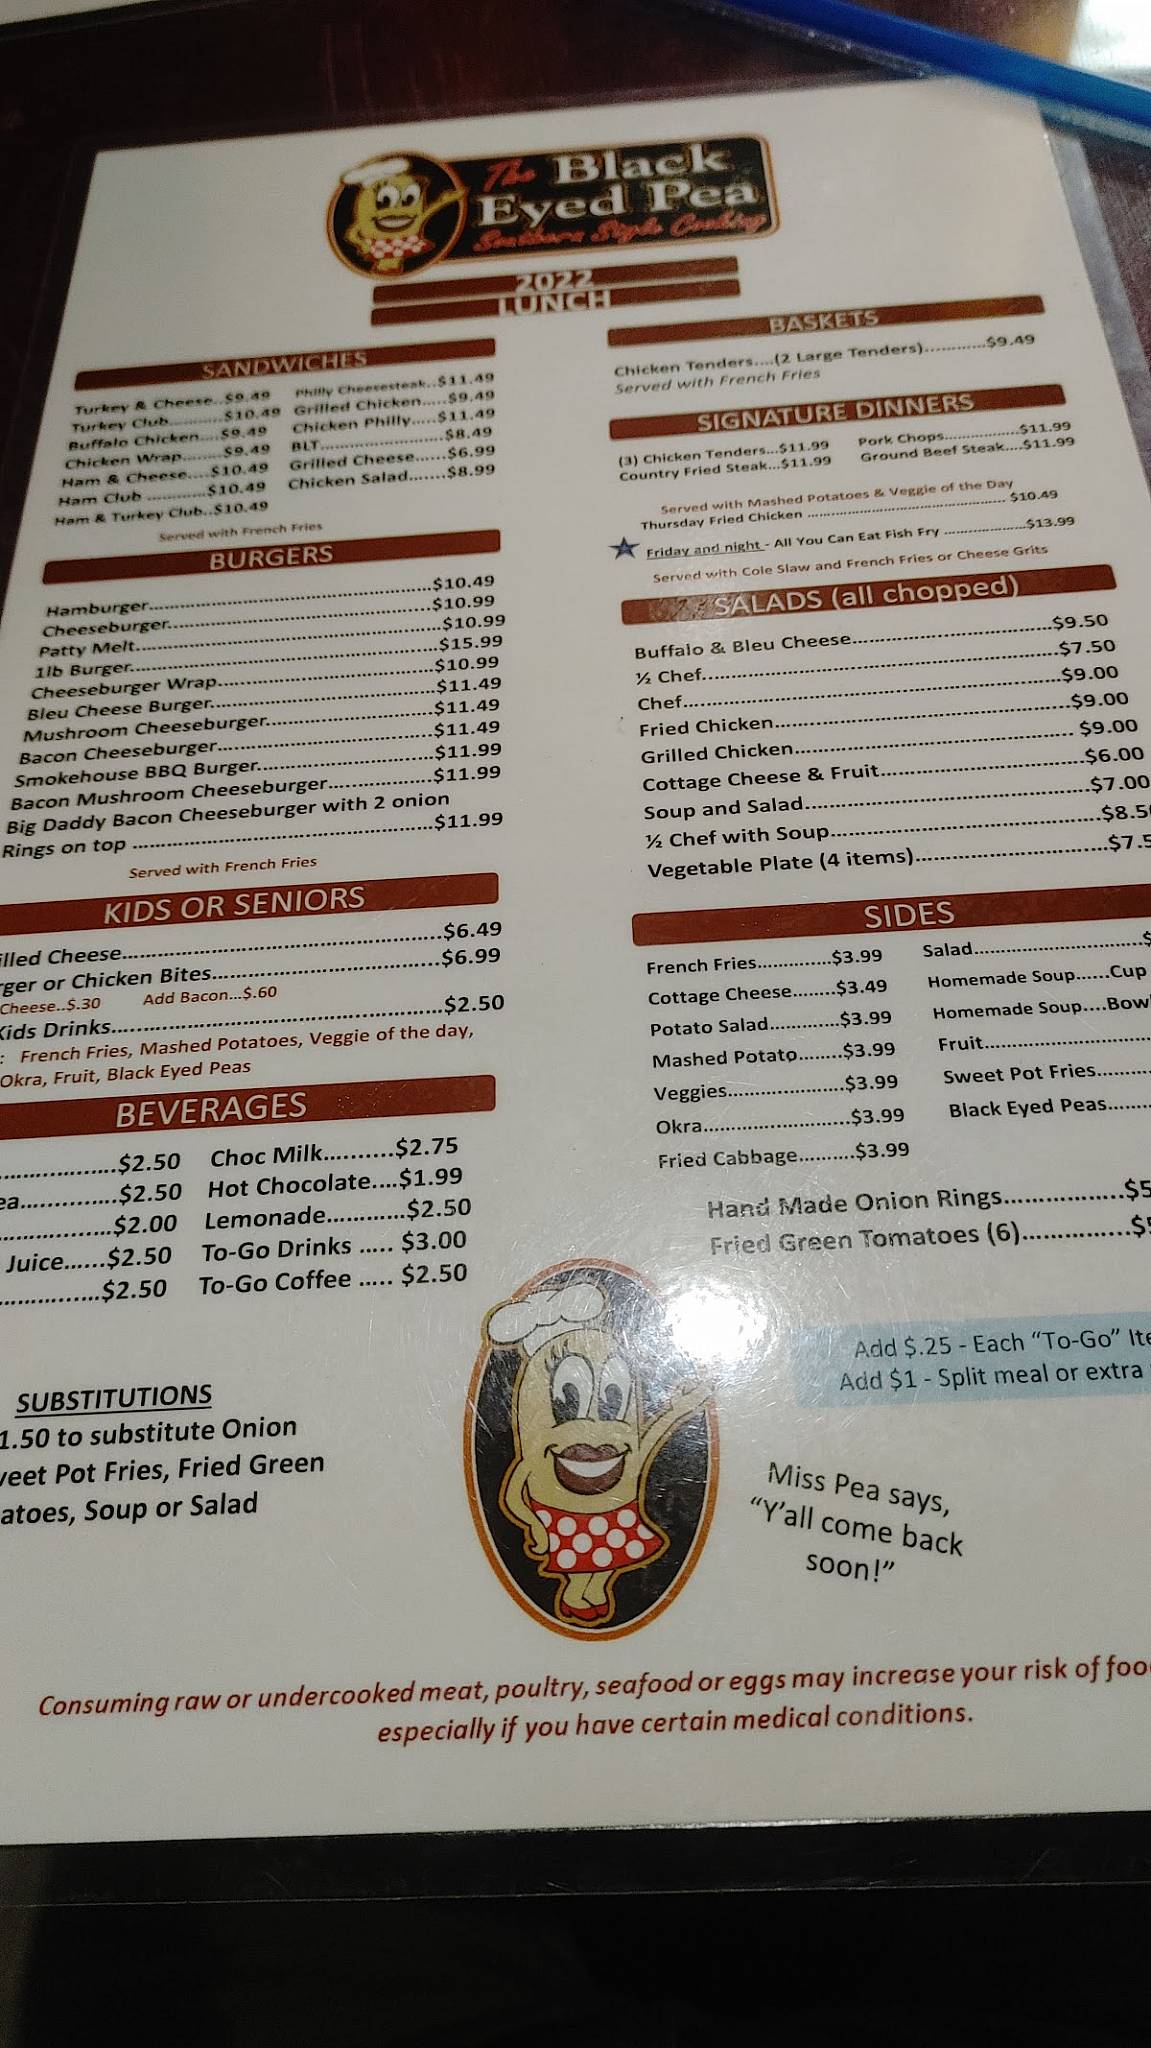 The Black
Eyed Pea
Southern Style Cooking
2022
LUNCH
SANDWICHES
Turkey & Cheese..$9.49
Turkey Club...........$10.49
Buffalo Chicken....$9.49
Chicken Wrap........$9.49
Ham & Cheese....$10.49
Ham Club ............$10.49
Ham & Turkey Club..$10.49
Philly Cheesesteak..$11.49
Grilled Chicken.....$9.49
Chicken Philly.....$11.49
BLT........................$8.49
Grilled Cheese......$6.99
Chicken Salad.......$8.99
Served with French Fries
BURGERS
Hamburger..............................................$10.49
Cheeseburger...........................................$10.99
Patty Melt.................................................$10.99
1lb Burger.................................................$15.99
Cheeseburger Wrap..................................$10.99
Bleu Cheese Burger...................................$11.49
Mushroom Cheeseburger..........................$11.49
Bacon Cheeseburger..................................$11.49
Smokehouse BBQ Burger...........................$11.99
Bacon Mushroom Cheeseburger...............$11.99
Big Daddy Bacon Cheeseburger with 2 onion
Rings on top ...........................................$11.99
Served with French Fries
KIDS OR SENIORS
illed Cheese..............................................$6.49
rger or Chicken Bites.................................$6.99
Cheese..$.30 Add Bacon...$.60
Kids Drinks................................................$2.50
: French Fries, Mashed Potatoes, Veggie of the day,
Okra, Fruit, Black Eyed Peas
BEVERAGES
..................$2.50
ea..............$2.50
..................$2.00
Juice......$2.50
................$2.50
Choc Milk..........$2.75
Hot Chocolate....$1.99
Lemonade............$2.50
To-Go Drinks ..... $3.00
To-Go Coffee ..... $2.50
SUBSTITUTIONS
1.50 to substitute Onion
veet Pot Fries, Fried Green
atoes, Soup or Salad
BASKETS
Chicken Tenders....(2 Large Tenders)............$9.49
Served with French Fries
SIGNATURE DINNERS
(3) Chicken Tenders...$11.99
Country Fried Steak...$11.99
Pork Chops.................$11.99
Ground Beef Steak....$11.99
Served with Mashed Potatoes & Veggie of the Day
Thursday Fried Chicken ............................................. $10.49
Friday and night - All You Can Eat Fish Fry ...................$13.99
Served with Cole Slaw and French Fries or Cheese Grits
SALADS (all chopped)
Buffalo & Bleu Cheese................................$9.50
½ Chef.......................................................$7.50
Chef...........................................................$9.00
Fried Chicken..............................................$9.00
Grilled Chicken........................................... $9.00
Cottage Cheese & Fruit...............................$6.00
Soup and Salad...........................................$7.00
½ Chef with Soup........................................$8.5
Vegetable Plate (4 items)............................$7.5
SIDES
French Fries..............$3.99
Cottage Cheese........$3.49
Potato Salad.............$3.99
Mashed Potato........$3.99
Veggies......................$3.99
Okra...........................$3.99
Fried Cabbage..........$3.99
Salad...............................$
Homemade Soup......Cup
Homemade Soup....Bowl
Fruit..............................
Sweet Pot Fries..........
Black Eyed Peas........
Hand Made Onion Rings.................$5
Fried Green Tomatoes (6)...............$5
Add $.25 - Each "To-Go" Ite
Add $1 - Split meal or extra
Miss Pea says,
"Y'all come back
soon!"
Consuming raw or undercooked meat, poultry, seafood or eggs may increase your risk of foo
especially if you have certain medical conditions.